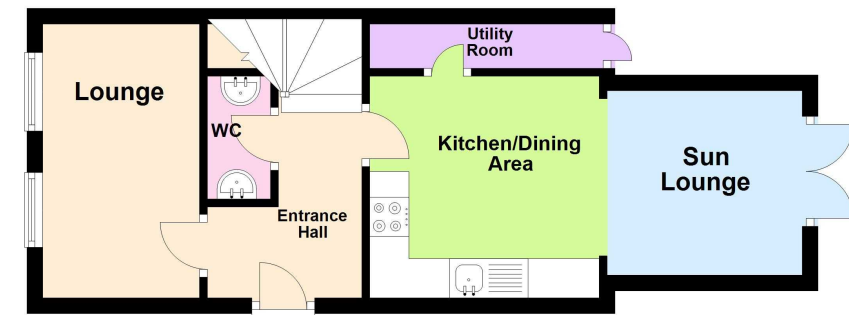 Lounge
WC
Entrance
Hall
Utility
Room
Kitchen/Dining
Area
Sun
Lounge